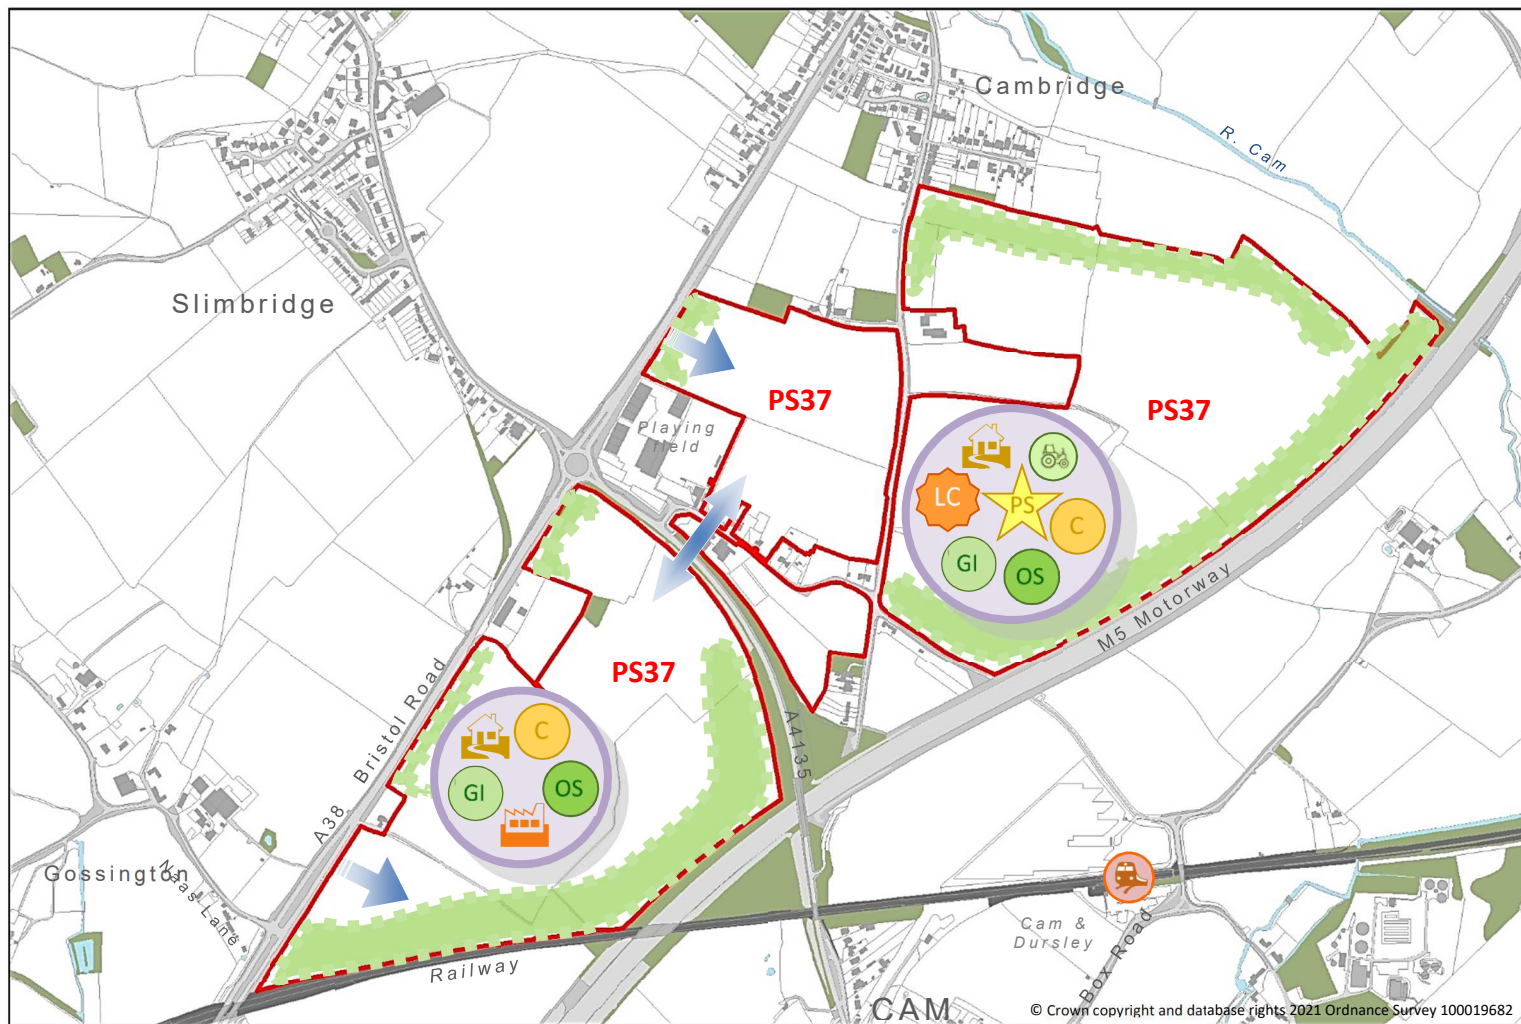 Cambridge
R. Cam
Slimbridge
PS37
PS37
Playing
field
LC
PS
C
GI
OS
M5 Motorway
PS37
Bristol Road
A38
A4135
C
GI
OS
Gossington
Naas Lane
Railway
Cam &
Dursley
Box Road
CAM
© Crown copyright and database rights 2021 Ordnance Survey 100019682